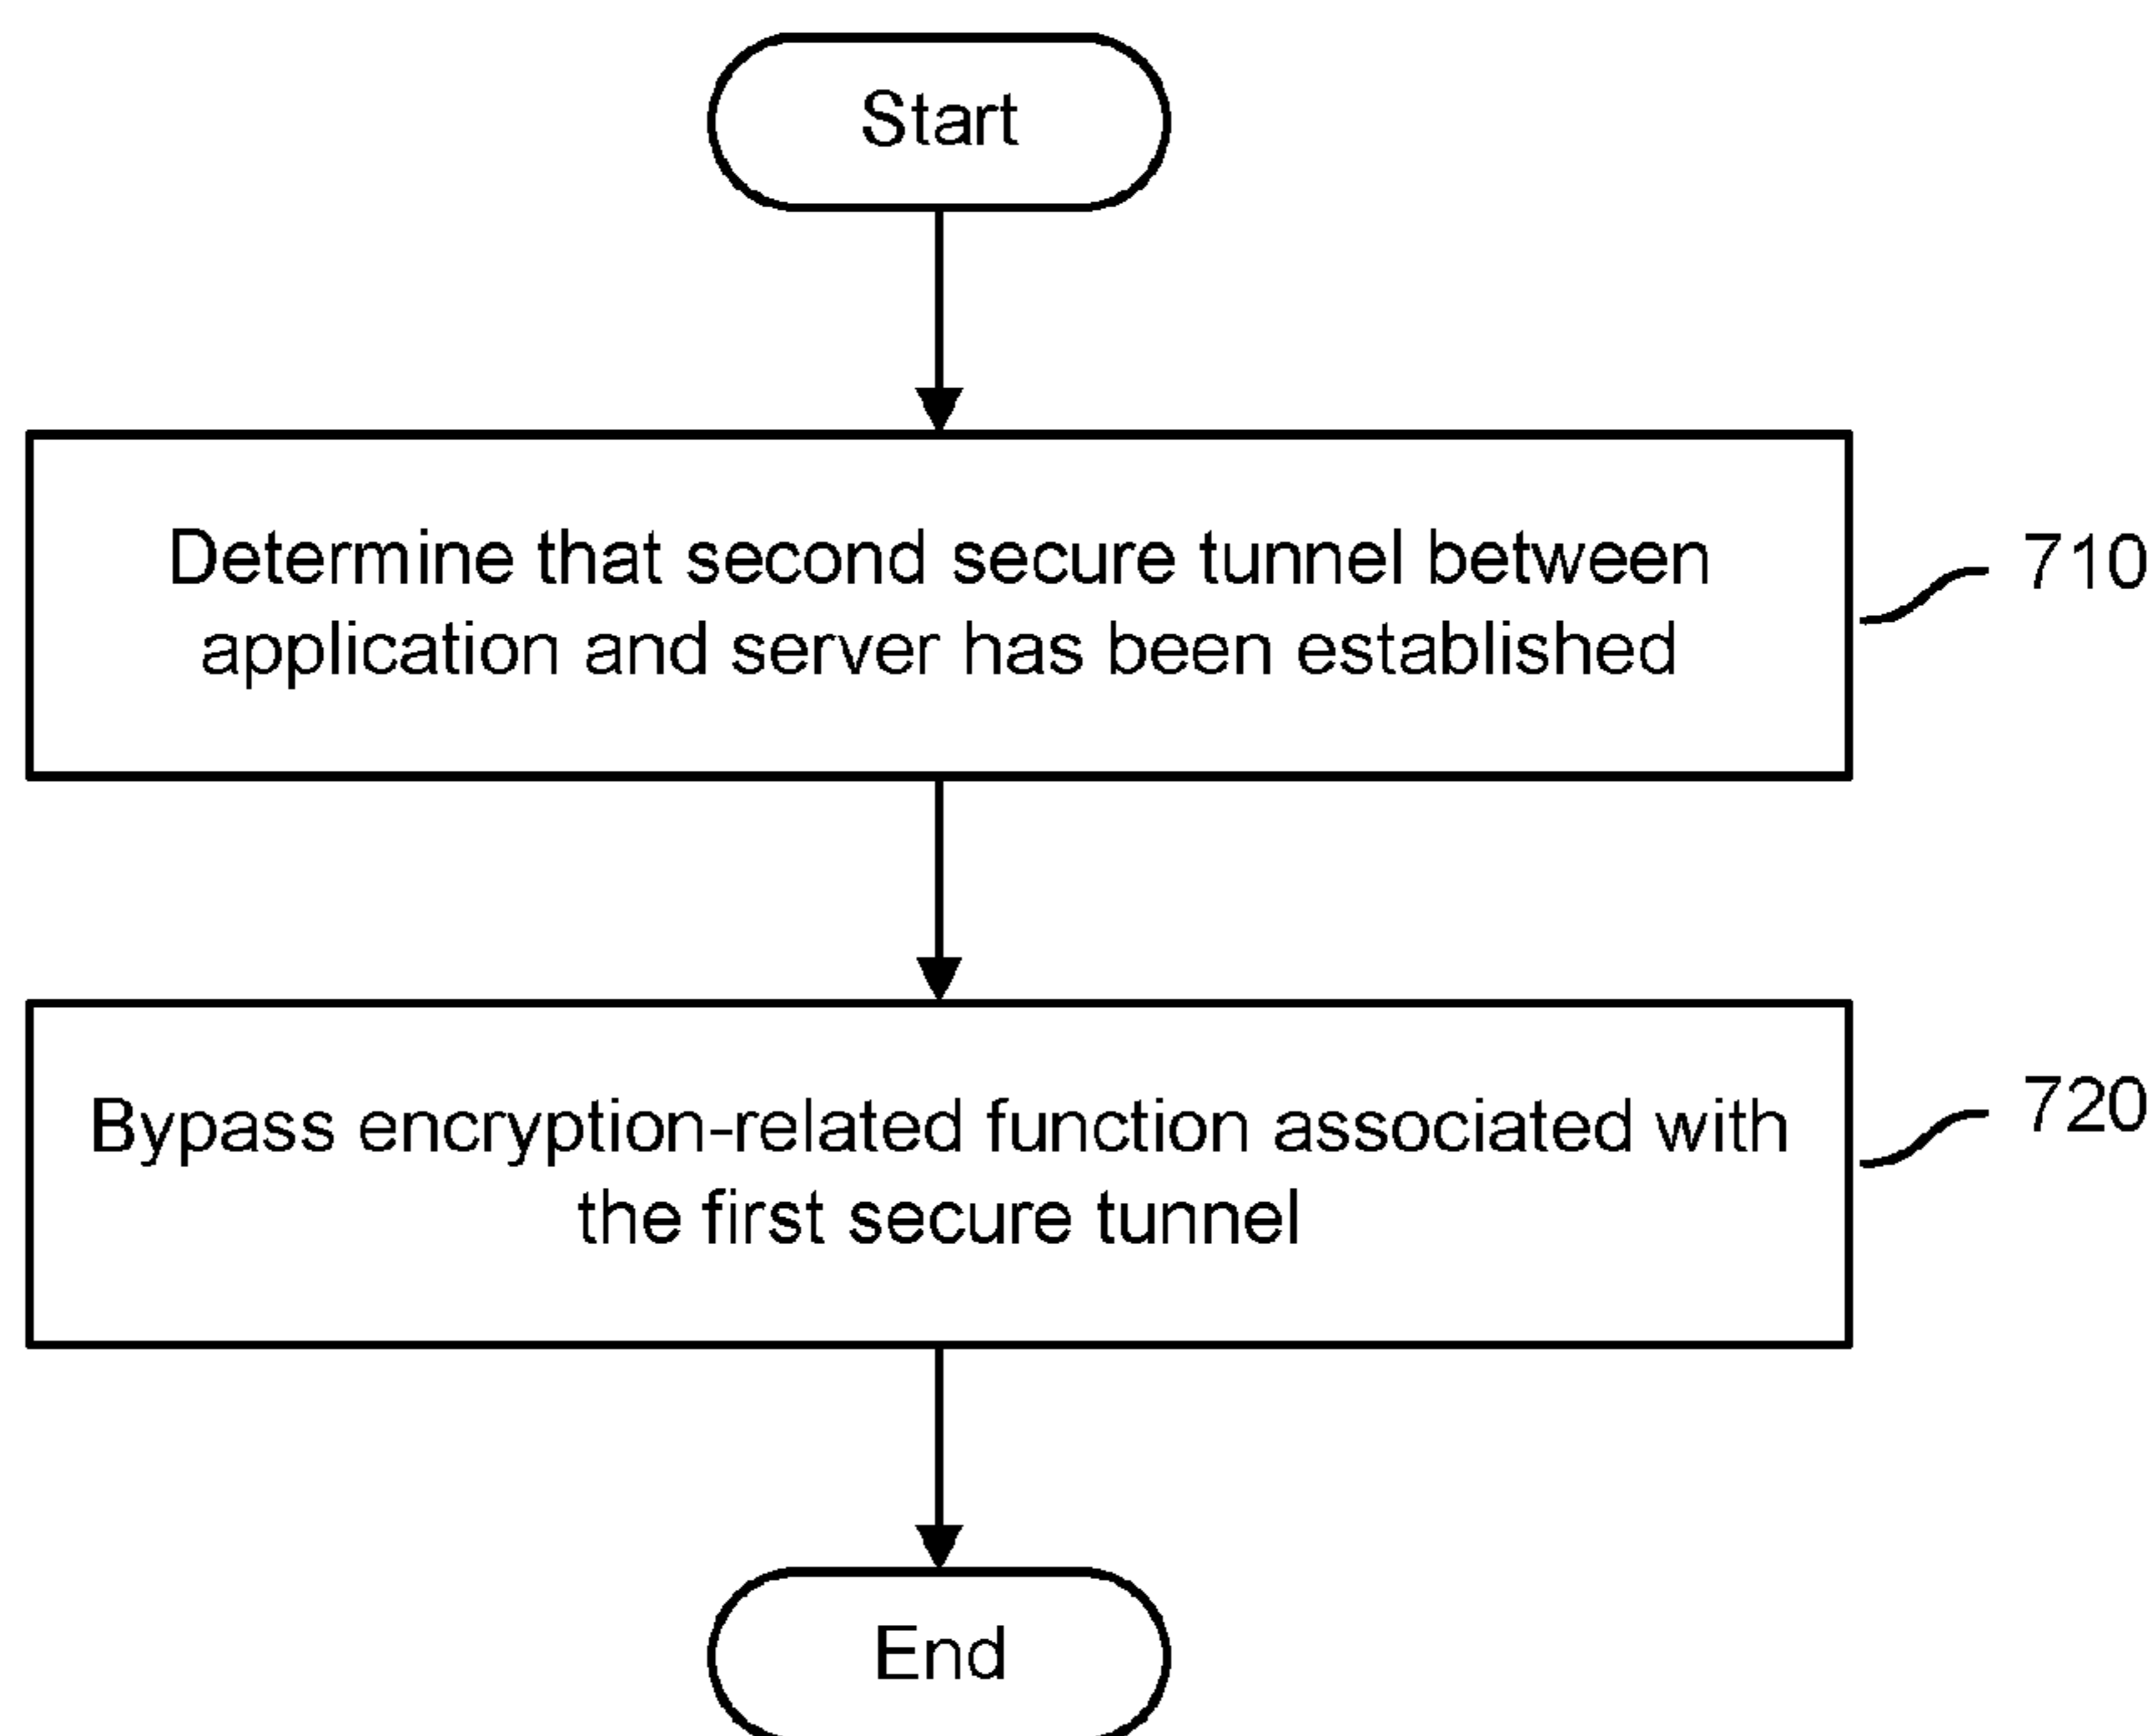 Start
Determine that second secure tunnel between
application and server has been established
710
Bypass encryption-related function associated with
the first secure tunnel
720
End